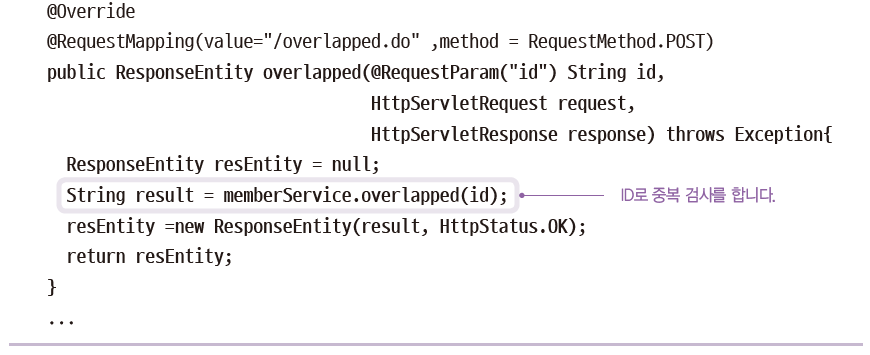 @Override
@RequestMapping(value="/overlapped.do" ,method = RequestMethod.POST)
public ResponseEntity overlapped(@RequestParam("id") String id,
HttpServletRequest request,
HttpServletResponse response) throws Exception{
ResponseEntity resEntity = null;
String result = memberService.overlapped(id); ID로 중복 검사를 합니다.
resEntity =new ResponseEntity(result, HttpStatus.OK);
return resEntity;
}
...